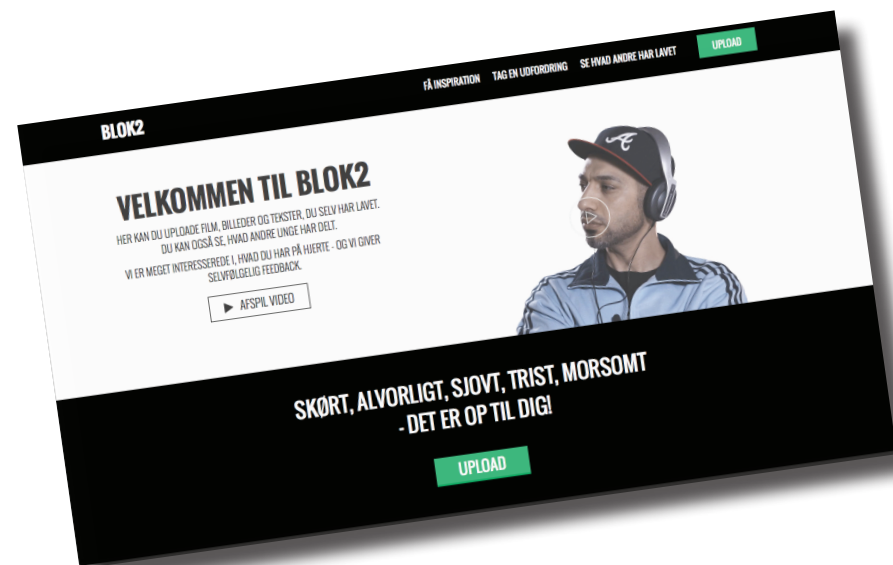 BLOK2
FÅ INSPIRATION TAG EN UDFORDRING SE HVAD ANDRE HAR LAVET UPLOAD
VELKOMMEN TIL BLOK2
HER KAN DU UPLOADE FILM, BILLEDER OG TEKSTER, DU SELV HAR LAVET.
DU KAN OGSÅ SE, HVAD ANDRE UNGE HAR DELT.
VI ER MEGET INTERESSEREDE I, HVAD DU HAR PÅ HJERTE - OG VI GIVER
SELVFØLGELIG FEEDBACK.
AFSPIL VIDEO
A
SKØRT, ALVORLIGT, SJOVT, TRIST, MORSOMT
- DET ER OP TIL DIG!
UPLOAD